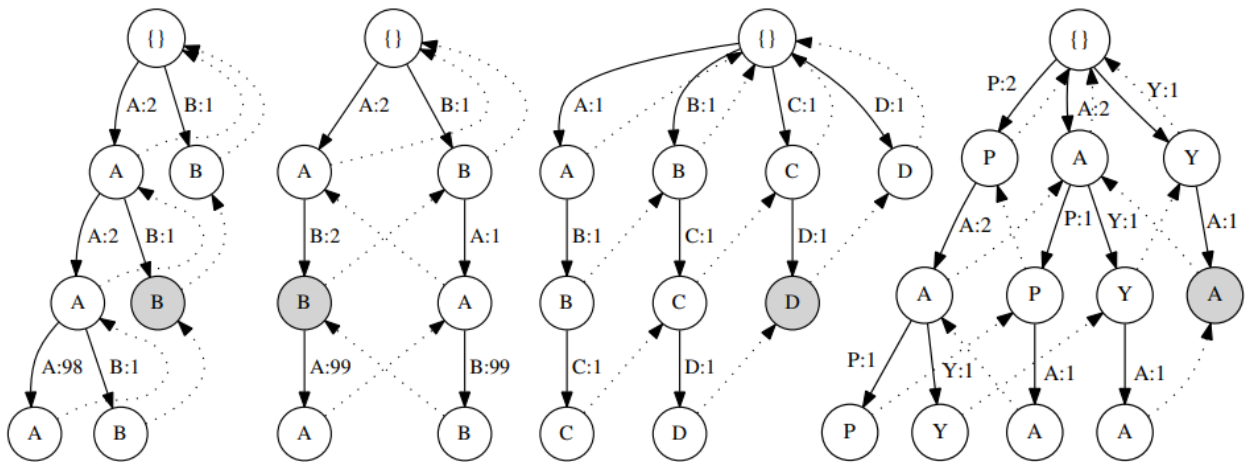 {} {} {} {}
A:2 B:1 A:2 B:1 A:1 B:1 C:1 D:1 P:2 A:2 Y:1
A B A B A B C D P A Y
A:2 B:1 B:2 A:1 B:1 C:1 D:1 A:2 P:1 Y:1 A:1
A B B A B C D A P Y A
A:98 B:1 A:99 B:99 C:1 D:1 P:1 Y:1 A:1 A:1
A B A B C D P Y A A